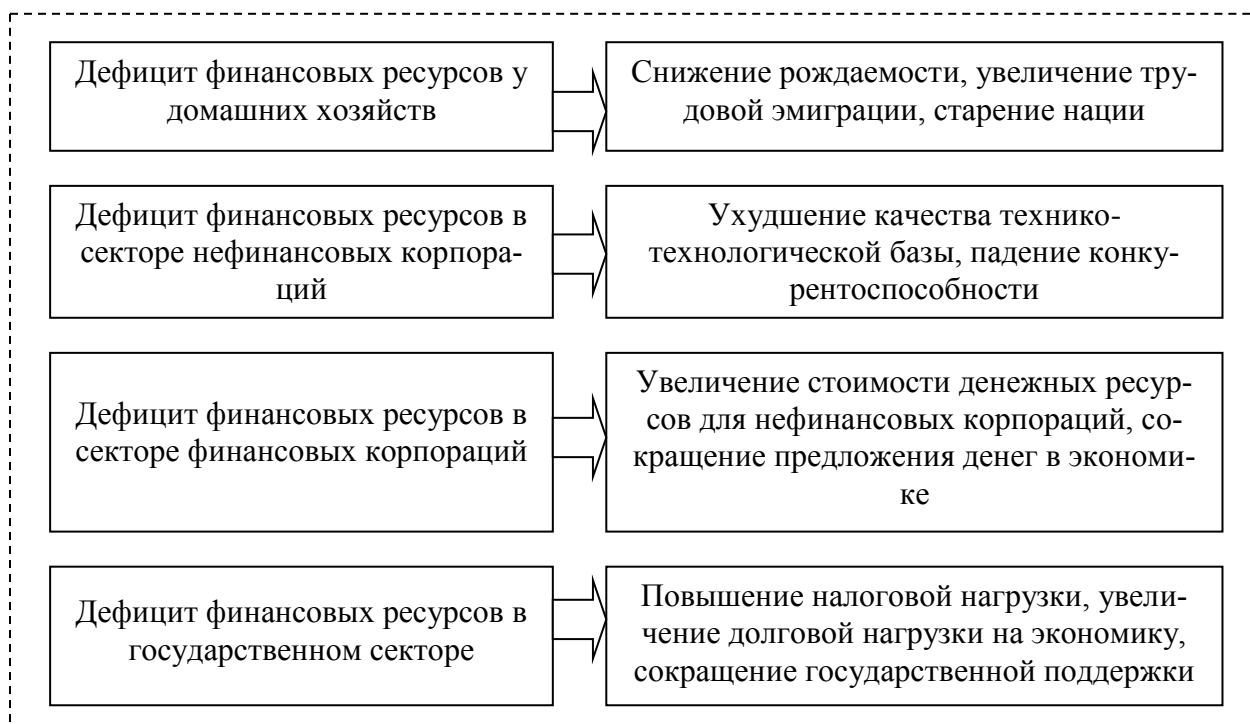 Дефицит финансовых ресурсов у
домашних хозяйств
Снижение рождаемости, увеличение тру-
довой эмиграции, старение нации
Дефицит финансовых ресурсов в
секторе нефинансовых корпора-
ций
Ухудшение качества технико-
технологической базы, падение конку-
рентоспособности
Дефицит финансовых ресурсов в
секторе финансовых корпораций
Увеличение стоимости денежных ресур-
сов для нефинансовых корпораций, со-
кращение предложения денег в экономи-
ке
Дефицит финансовых ресурсов в
государственном секторе
Повышение налоговой нагрузки, увели-
чение долговой нагрузки на экономику,
сокращение государственной поддержки